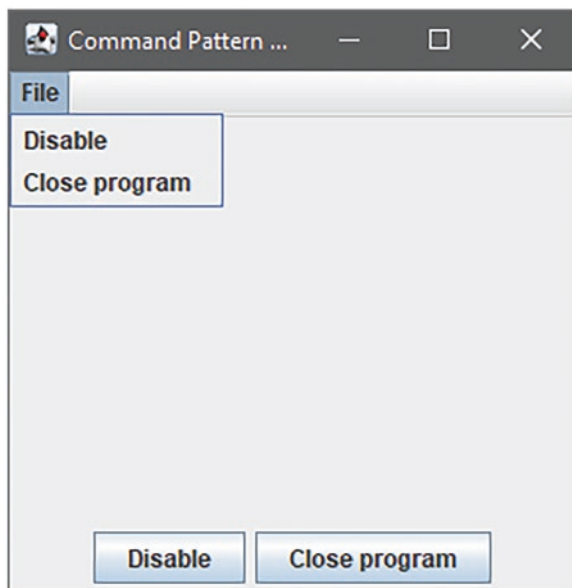 Command Pattern ...
File
Disable
Close program
Disable Close program